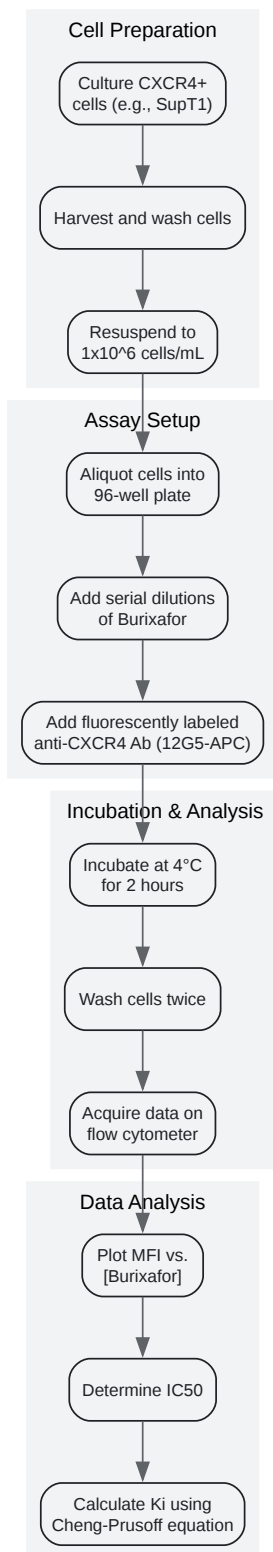 Cell Preparation
Culture CXCR4+
cells (e.g., SupT1)
Harvest and wash cells
Resuspend to
1x10^6 cells/mL
Assay Setup
Aliquot cells into
96-well plate
Add serial dilutions
of Burixafor
Add fluorescently labeled
anti-CXCR4 Ab (12G5-APC)
Incubation & Analysis
Incubate at 4°C
for 2 hours
Wash cells twice
Acquire data on
flow cytometer
Data Analysis
Plot MFI vs.
[Burixafor]
Determine IC50
Calculate Ki using
Cheng-Prusoff equation